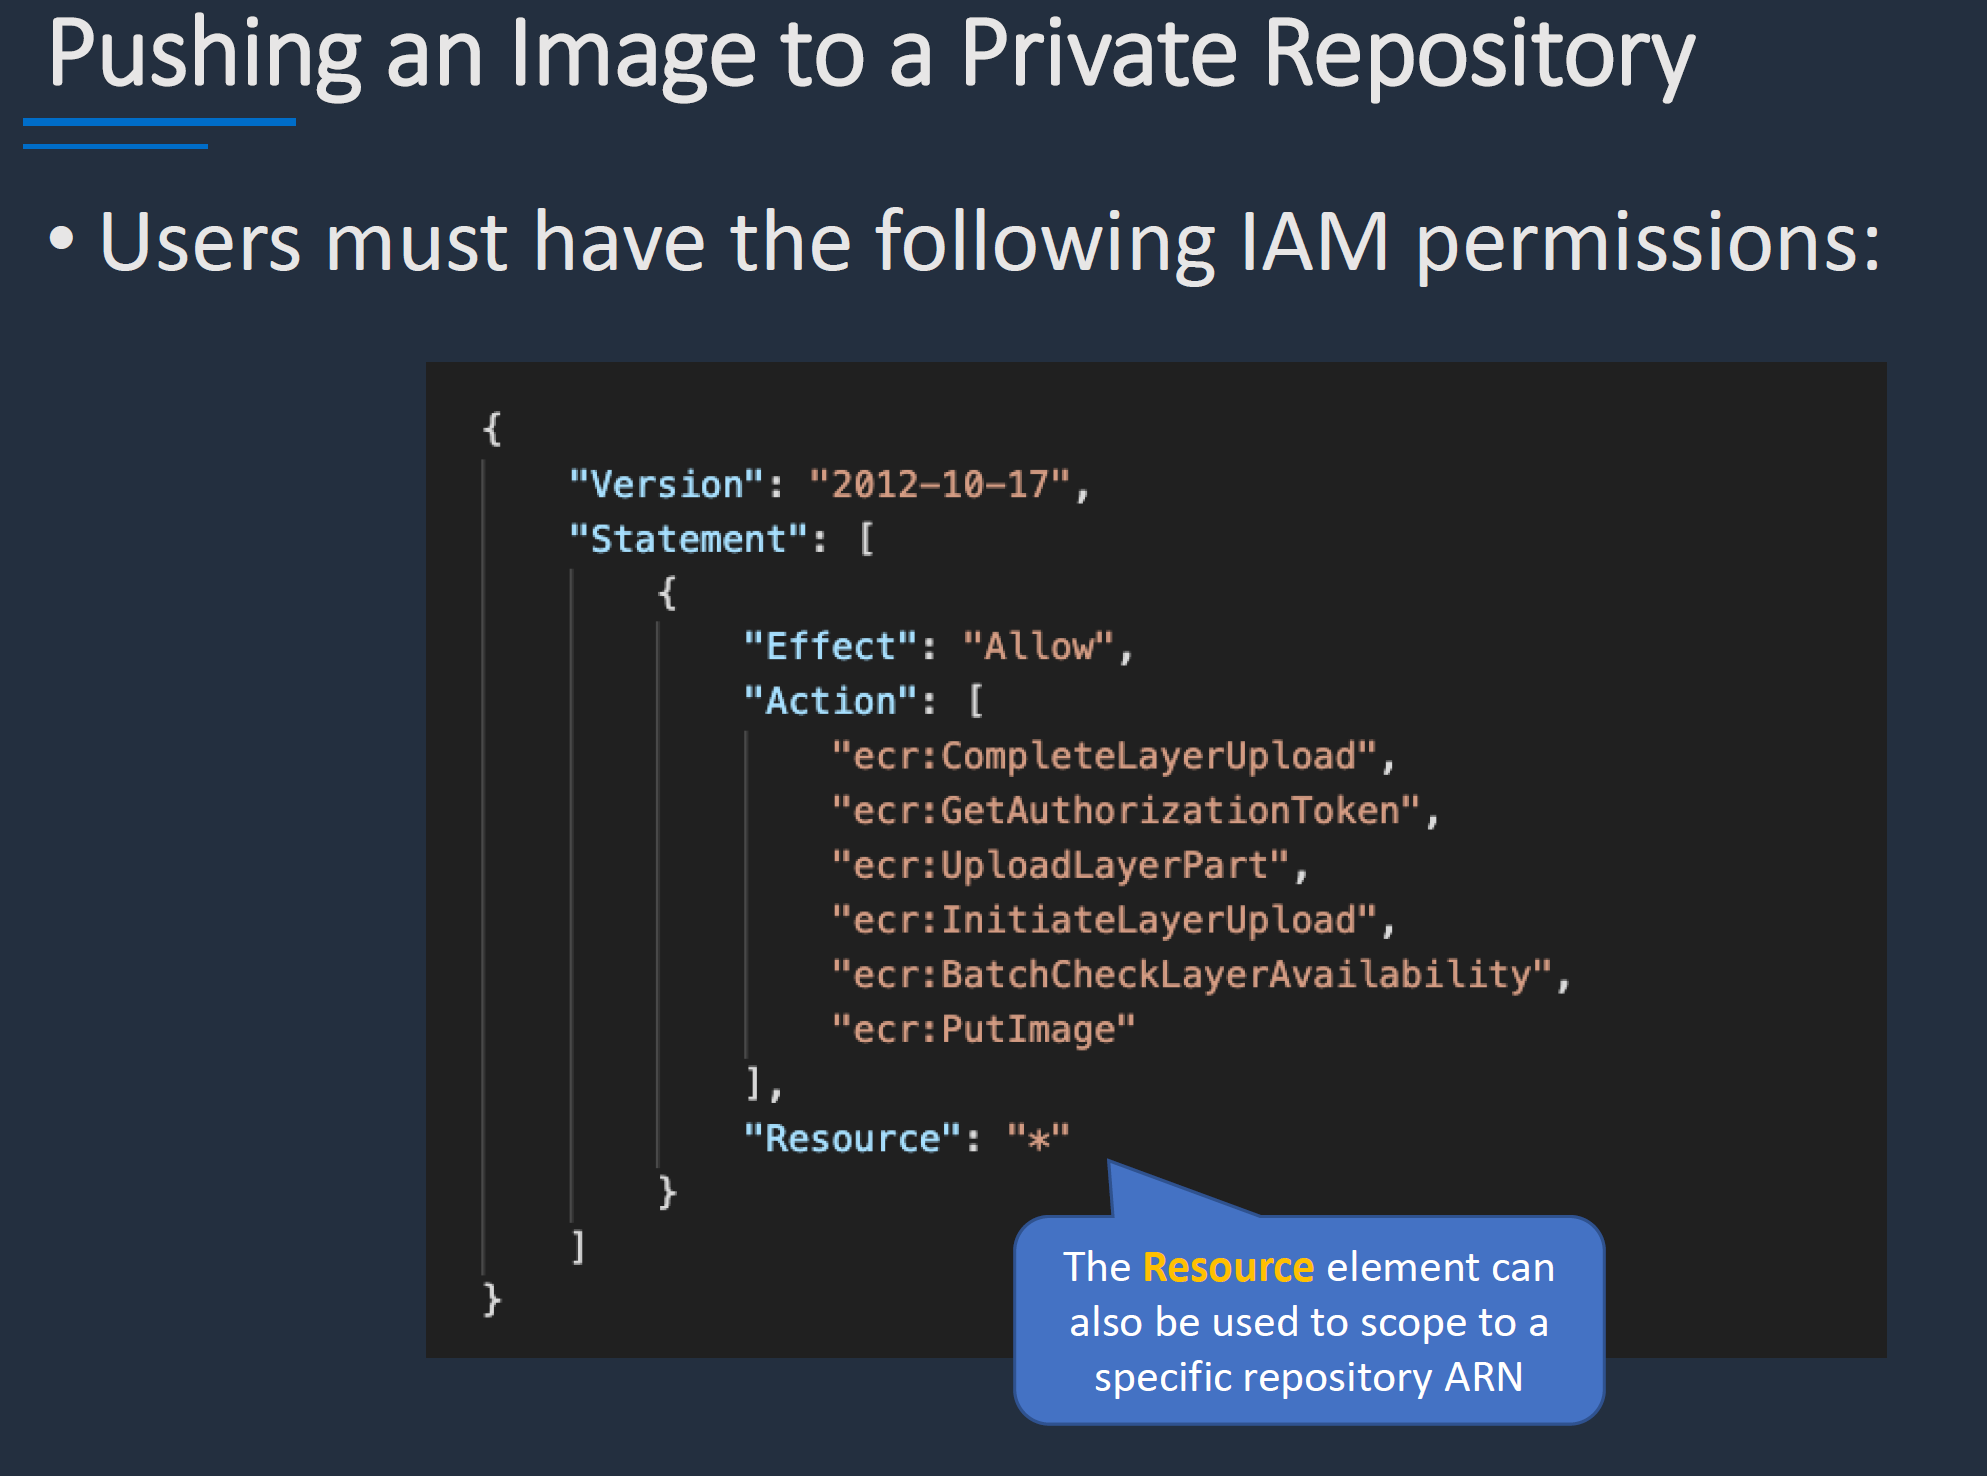 Pushing an Image to a Private Repository
• Users must have the following IAM permissions:
{
"Version": "2012-10-17",
"Statement": [
{
"Effect": "Allow",
"Action": [
"ecr:CompleteLayerUpload",
"ecr:GetAuthorizationToken",
"ecr:UploadLayerPart",
"ecr:InitiateLayerUpload",
"ecr:BatchCheckLayerAvailability",
"ecr:PutImage"
],
"Resource": "*"
}
]
}
The Resource element can
also be used to scope to a
specific repository ARN